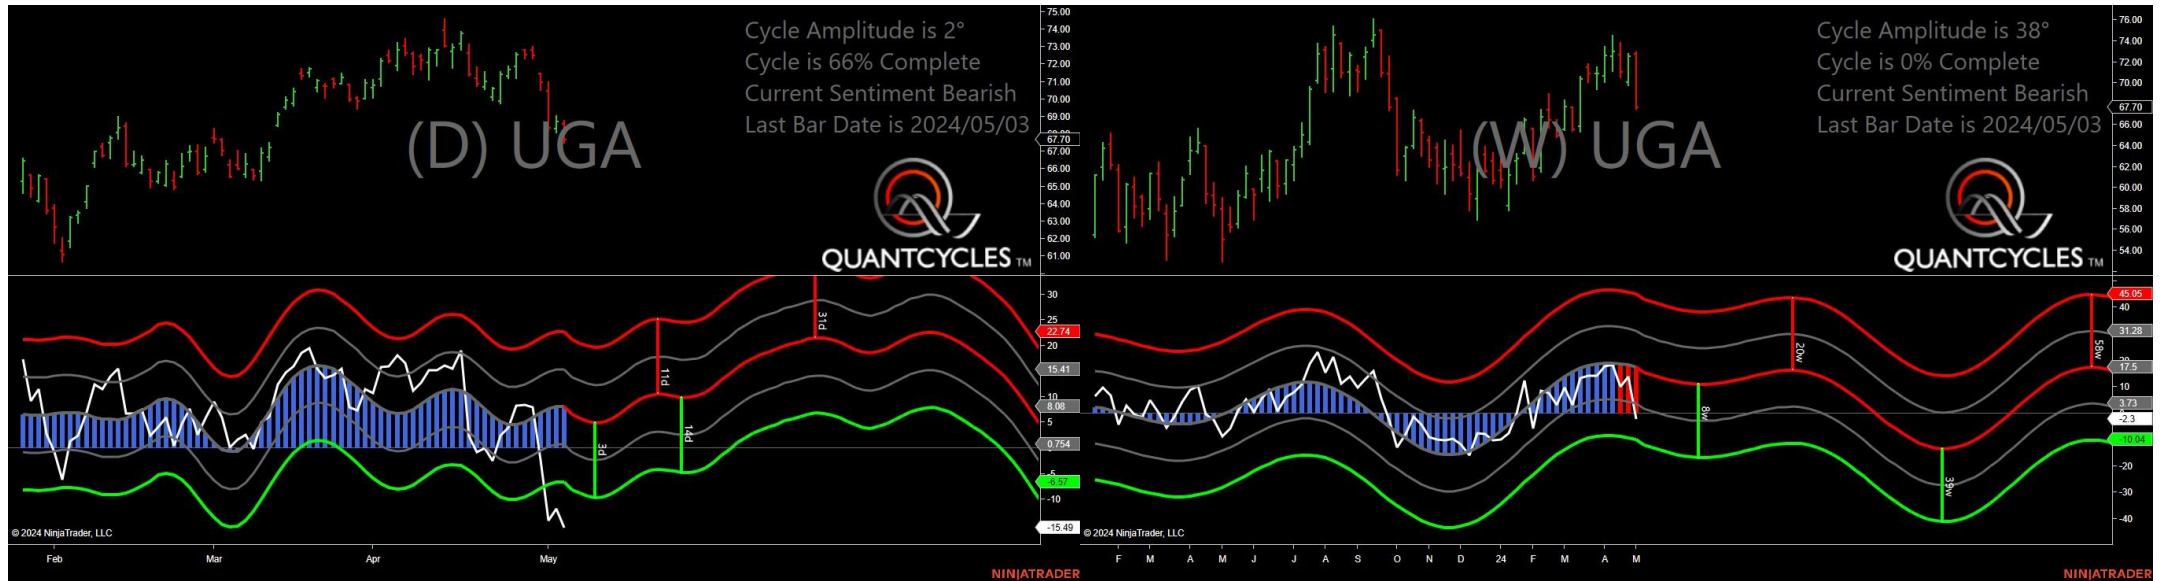 Cycle Amplitude is 2°
Cycle is 66% Complete
Current Sentiment Bearish
Last Bar Date is 2024/05/03
(D) UGA
QUANTCYCLES TM
75.00
74.00
73.00
72.00
71.00
70.00
69.00
67.70
67.00
66.00
65.00
64.00
63.00
62.00
61.00
30
25
22.74
20
15.41
10
8.08
5
0.754
-5
-6.57
-10
-15.49
3d
11d
14d
31d
© 2024 NinjaTrader, LLC
Feb Mar Apr May
NINJATRADER
Cycle Amplitude is 38°
Cycle is 0% Complete
Current Sentiment Bearish
Last Bar Date is 2024/05/03
(W) UGA
QUANTCYCLES TM
76.00
74.00
72.00
70.00
67.70
66.00
64.00
62.00
60.00
58.00
56.00
54.00
45.05
40
31.28
17.5
10
3.73
-2.3
-10.04
-20
-30
-40
8w
20w
39w
58w
© 2024 NinjaTrader, LLC
F M A M J J A S O N D 24 F M A M
NINJATRADER